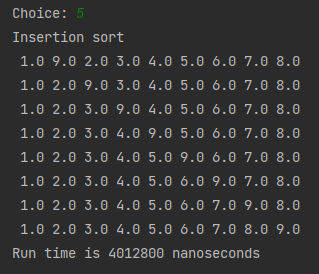 Choice: 5
Insertion sort
1.0 9.0 2.0 3.0 4.0 5.0 6.0 7.0 8.0
1.0 2.0 9.0 3.0 4.0 5.0 6.0 7.0 8.0
1.0 2.0 3.0 9.0 4.0 5.0 6.0 7.0 8.0
1.0 2.0 3.0 4.0 9.0 5.0 6.0 7.0 8.0
1.0 2.0 3.0 4.0 5.0 9.0 6.0 7.0 8.0
1.0 2.0 3.0 4.0 5.0 6.0 9.0 7.0 8.0
1.0 2.0 3.0 4.0 5.0 6.0 7.0 9.0 8.0
1.0 2.0 3.0 4.0 5.0 6.0 7.0 8.0 9.0
Run time is 4012800 nanoseconds